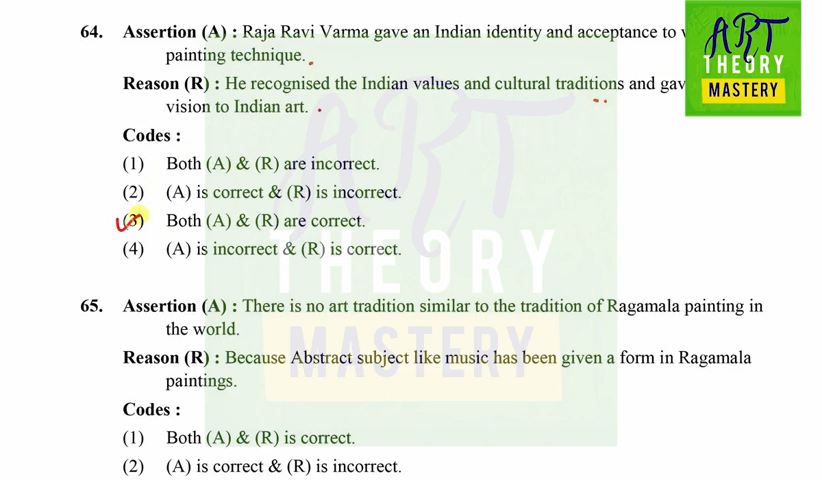 64. Assertion (A) : Raja Ravi Varma gave an Indian identity and acceptance to
painting technique.
Reason (R) : He recognised the Indian values and cultural traditions and
vision to Indian art.
Codes :
(1) Both (A) & (R) are incorrect.
(2) (A) is correct & (R) is incorrect.
(3) Both (A) & (R) are correct.
(4) (A) is incorrect & (R) is correct.
65. Assertion (A) : There is no art tradition similar to the tradition of Ragamala painting in
the world.
Reason (R) : Because Abstract subject like music has been given a form in Ragamala
paintings.
Codes :
(1) Both (A) & (R) is correct.
(2) (A) is correct & (R) is incorrect.
ART
THEORY
MASTERY
ART
THEORY
MASTERY